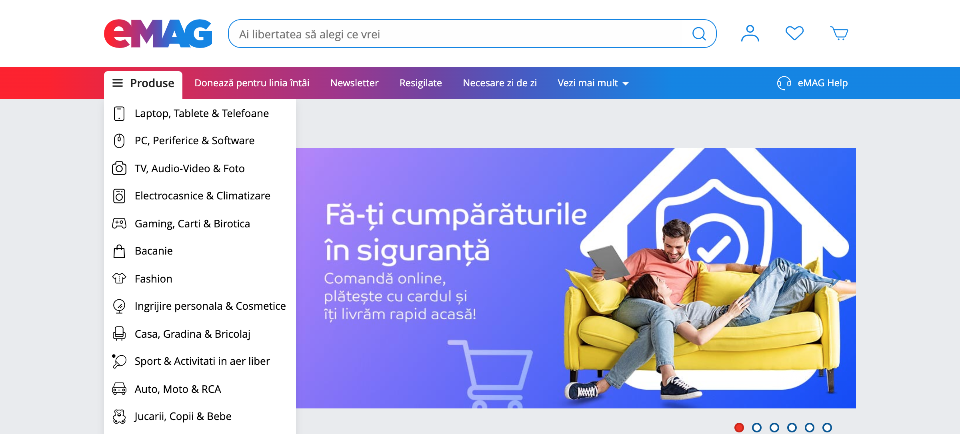 eMAG
Ai libertatea să alegi ce vrei
Produse
Donează pentru linia întâi
Newsletter
Resigilate
Necesare zi de zi
Vezi mai mult
eMAG Help
Laptop, Tablete & Telefoane
PC, Periferice & Software
TV, Audio-Video & Foto
Electrocasnice & Climatizare
Gaming, Carti & Birotica
Bacanie
Fashion
Ingrijire personala & Cosmetice
Casa, Gradina & Bricolaj
Sport & Activitati in aer liber
Auto, Moto & RCA
Jucarii, Copii & Bebe
Fă-ți cumpărăturile
în siguranță
Comandă online,
plătește cu cardul și
îți livrăm rapid acasă!